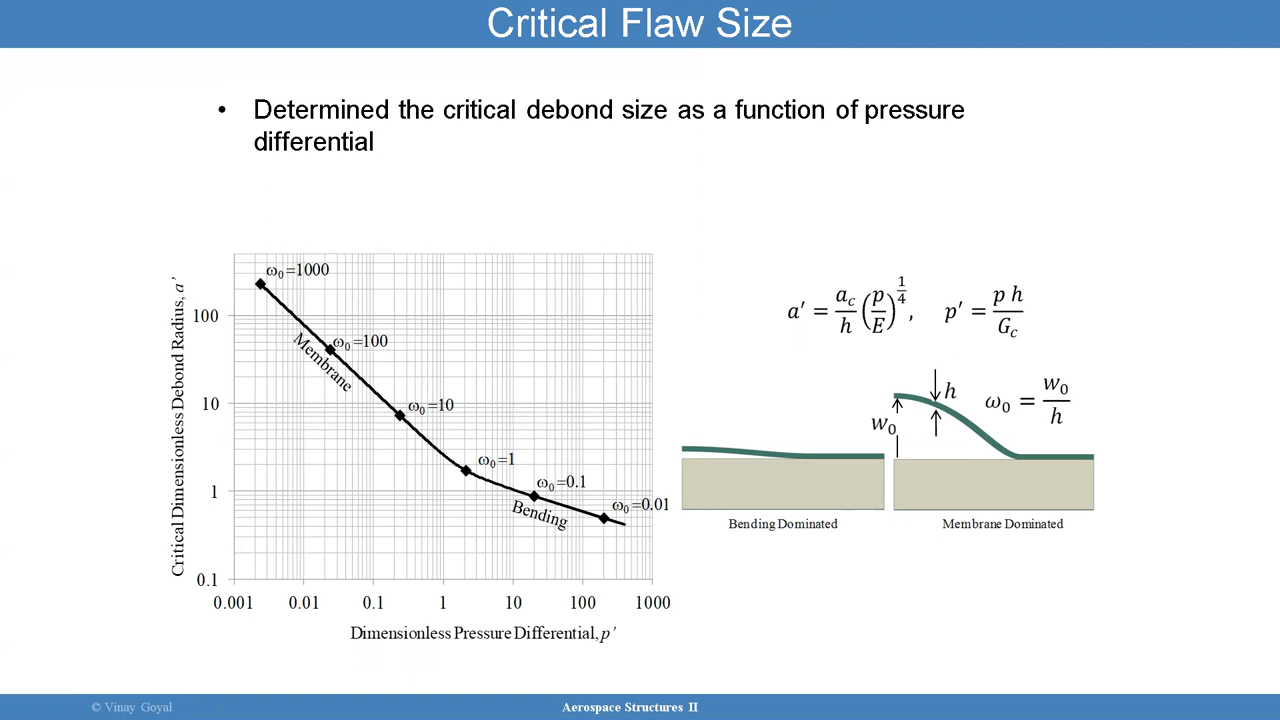 Critical Flaw Size
• Determined the critical debond size as a function of pressure
differential
Critical Dimensionless Debond Radius, a’
100
10
1
0.1
0.001 0.01 0.1 1 10 100 1000
Dimensionless Pressure Differential, p’
ω₀=1000
ω₀=100
Membrane
ω₀=10
ω₀=1
ω₀=0.1
Bending
ω₀=0.01
a′ = a_c/h (p/E)^(1/4), p′ = p h/G_c
h
w₀
ω₀ = w₀/h
Bending Dominated
Membrane Dominated
© Vinay Goyal
Aerospace Structures II